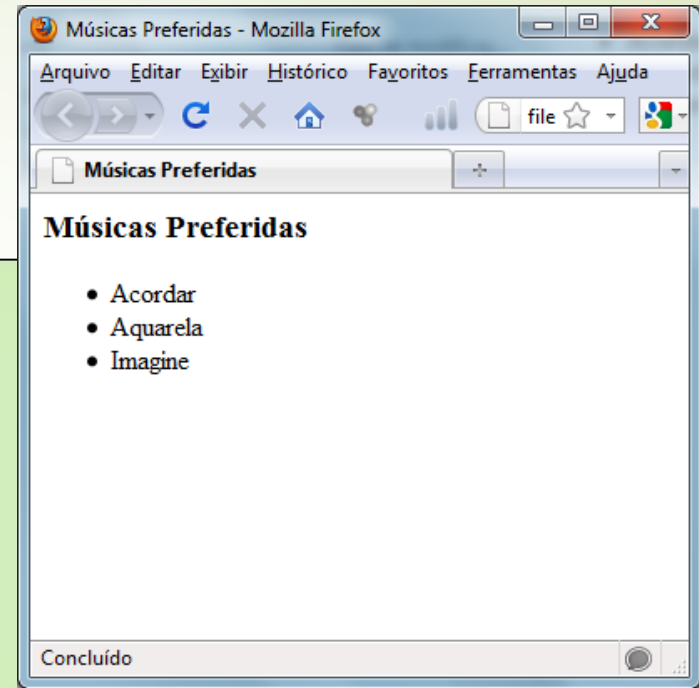 Músicas Preferidas - Mozilla Firefox
Arquivo Editar Exibir Histórico Favoritos Ferramentas Ajuda
file
Músicas Preferidas
Músicas Preferidas
Acordar
Aquarela
Imagine
Concluído